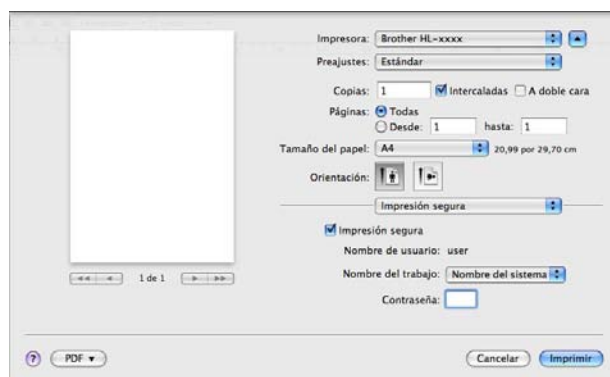 Impresora: Brother HL-xxxx
Preajustes: Estándar
Copias: 1 Intercaladas A doble cara
Páginas: Todas
Desde: 1 hasta: 1
Tamaño del papel: A4 20,99 por 29,70 cm
Orientación:
Impresión segura
Impresión segura
Nombre de usuario: user
Nombre del trabajo: Nombre del sistema
Contraseña:
1 de 1
? PDF Cancelar Imprimir